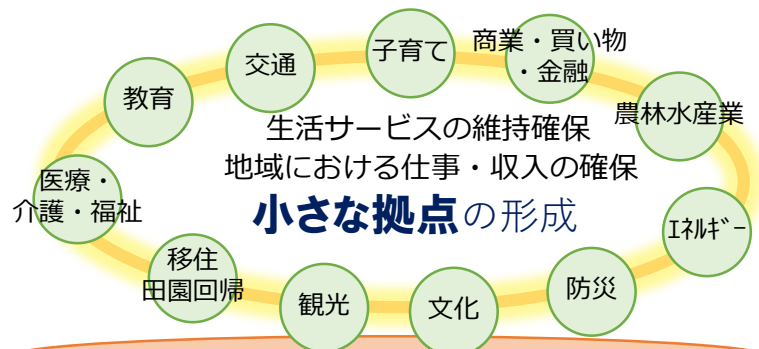 子育て
商業・買い物
・金融
交通
教育
農林水産業
生活サービスの維持確保
地域における仕事・収入の確保
小さな拠点の形成
医療・
介護・福祉
ｴﾈﾙｷﾞｰ
移住
田園回帰
観光
文化
防災